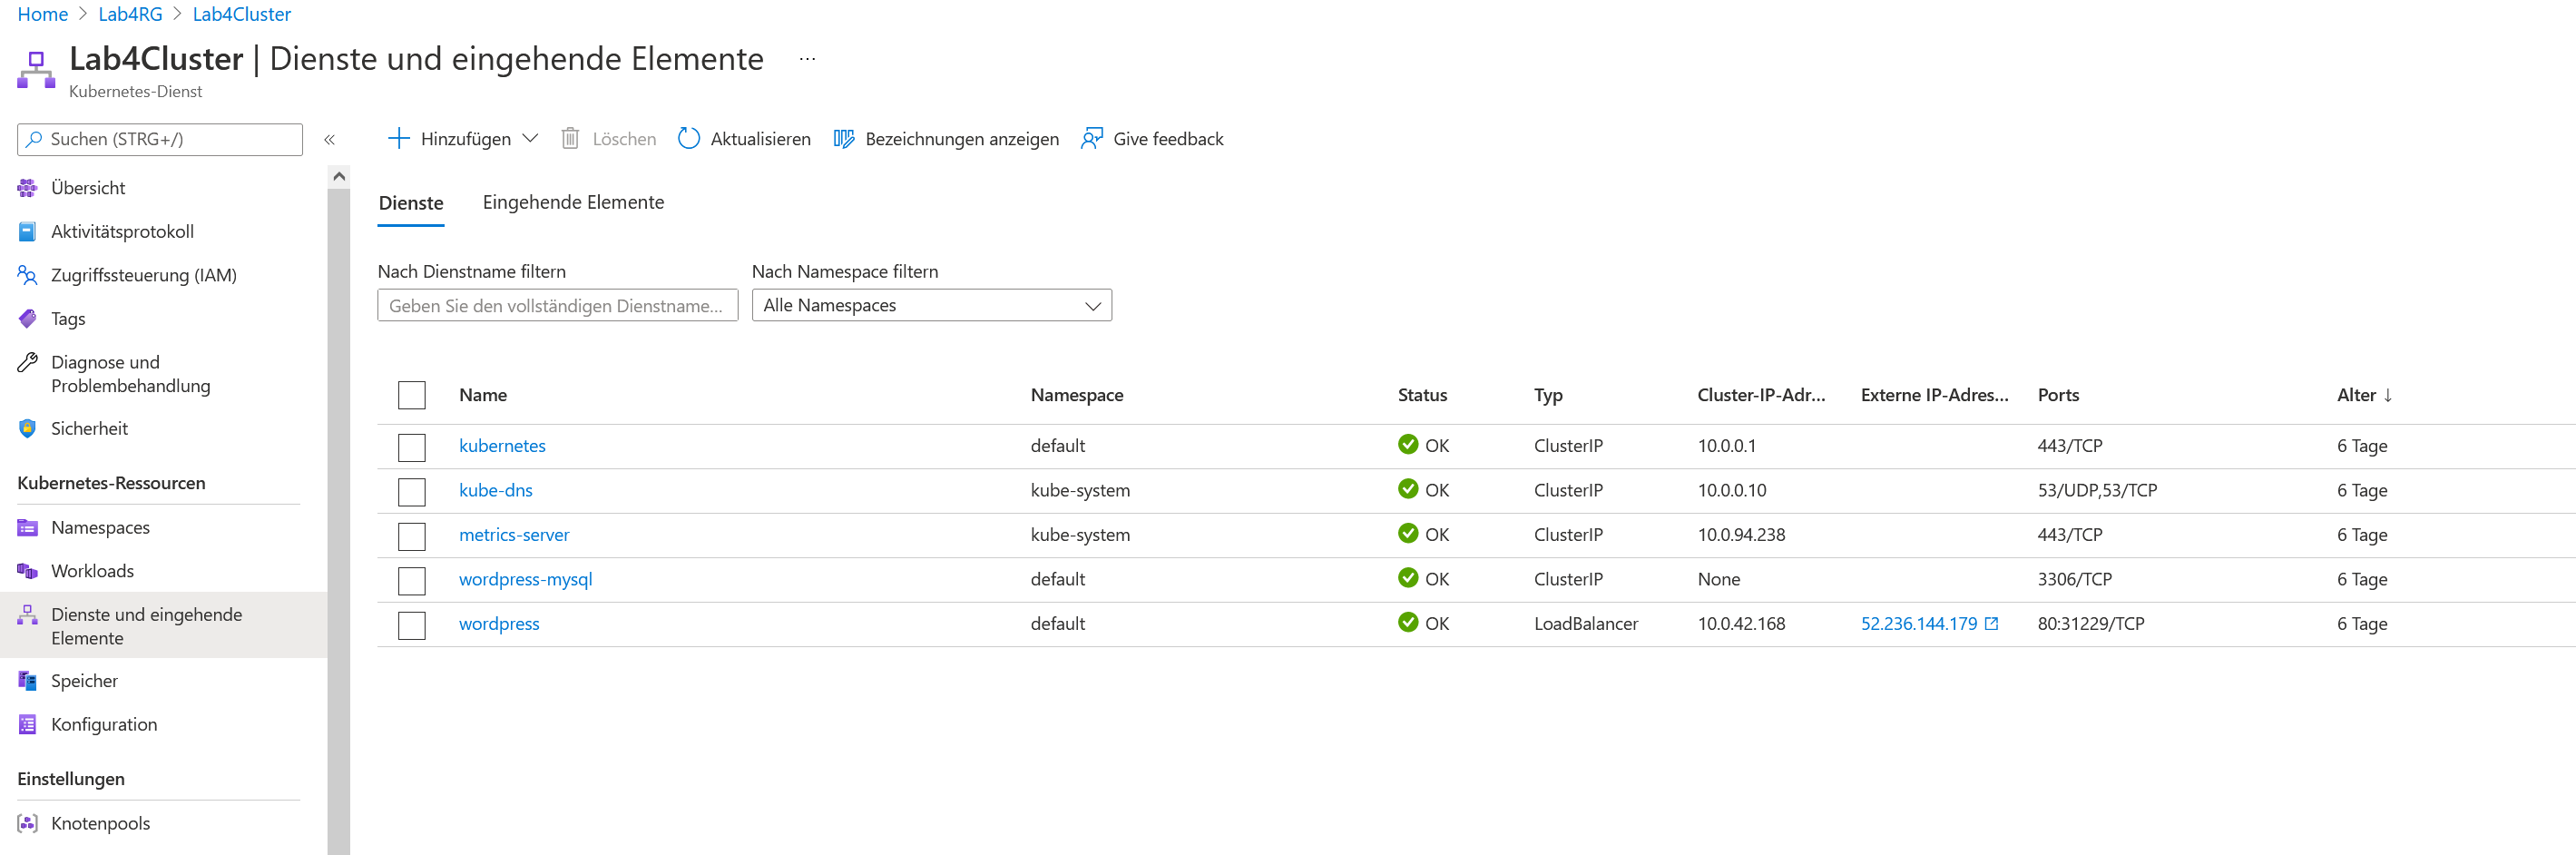 Home > Lab4RG > Lab4Cluster
Lab4Cluster | Dienste und eingehende Elemente ...
Kubernetes-Dienst
Suchen (STRG+/)
«
Übersicht
Aktivitätsprotokoll
Zugriffssteuerung (IAM)
Tags
Diagnose und
Problembehandlung
Sicherheit
Kubernetes-Ressourcen
Namespaces
Workloads
Dienste und eingehende
Elemente
Speicher
Konfiguration
Einstellungen
Knotenpools
Hinzufügen Löschen Aktualisieren Bezeichnungen anzeigen Give feedback
Dienste Eingehende Elemente
Nach Dienstname filtern Nach Namespace filtern
Geben Sie den vollständigen Dienstname... Alle Namespaces
Name Namespace Status Typ Cluster-IP-Adr... Externe IP-Adres... Ports Alter ↓
kubernetes default OK ClusterIP 10.0.0.1 443/TCP 6 Tage
kube-dns kube-system OK ClusterIP 10.0.0.10 53/UDP,53/TCP 6 Tage
metrics-server kube-system OK ClusterIP 10.0.94.238 443/TCP 6 Tage
wordpress-mysql default OK ClusterIP None 3306/TCP 6 Tage
wordpress default OK LoadBalancer 10.0.42.168 52.236.144.179 80:31229/TCP 6 Tage